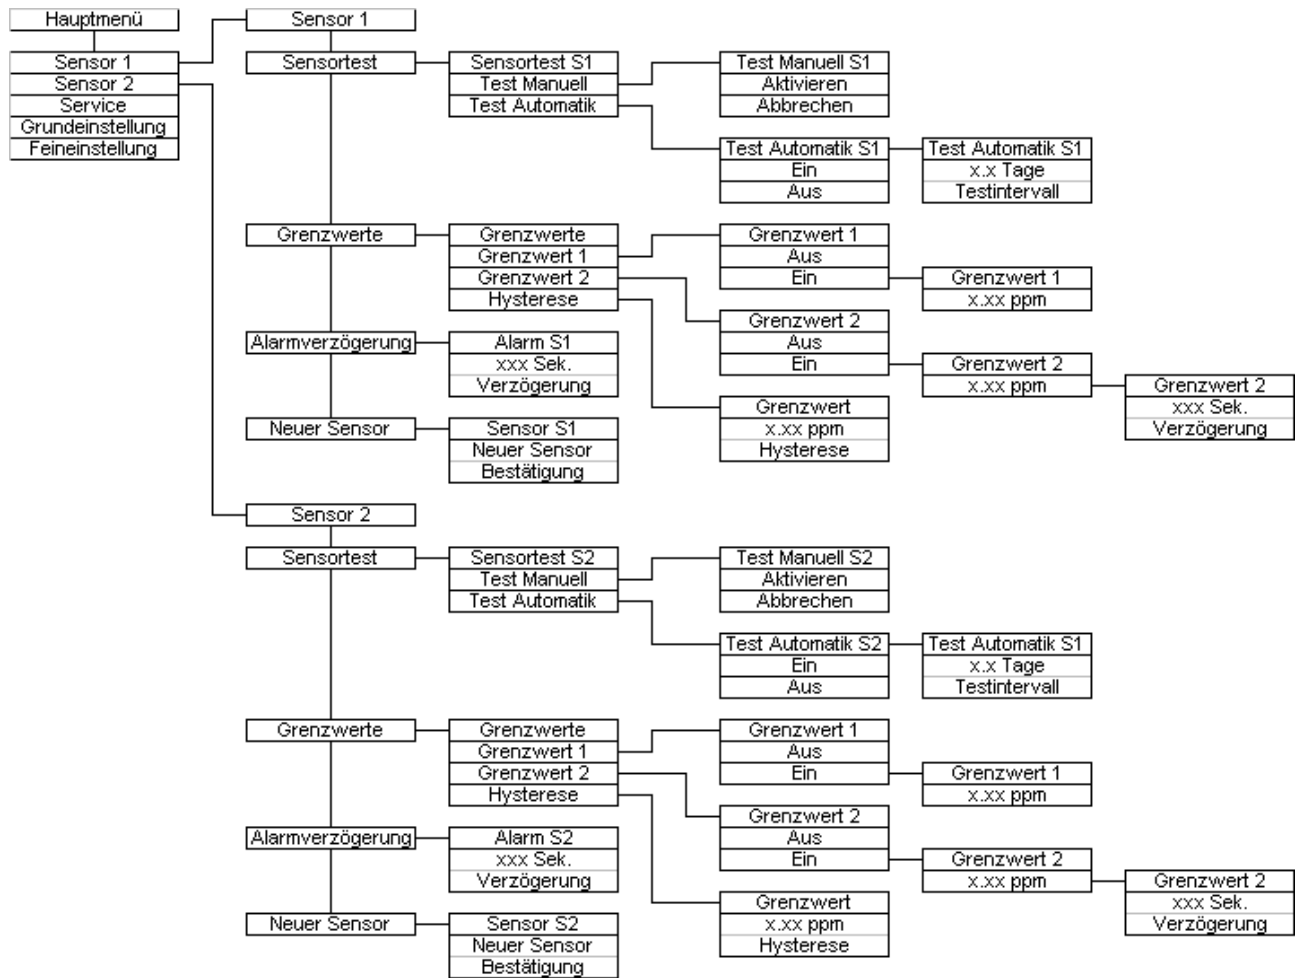 Hauptmenü
Sensor 1
Sensor 2
Service
Grundeinstellung
Feineinstellung
Sensor 1
Sensortest
Sensortest S1
Test Manuell
Test Automatik
Test Manuell S1
Aktivieren
Abbrechen
Test Automatik S1
Ein
Aus
Test Automatik S1
x.x Tage
Testintervall
Grenzwerte
Grenzwerte
Grenzwert 1
Grenzwert 2
Hysterese
Grenzwert 1
Aus
Ein
Grenzwert 1
x.xx ppm
Grenzwert 2
Aus
Ein
Grenzwert 2
x.xx ppm
Grenzwert 2
xxx Sek.
Verzögerung
Grenzwert
x.xx ppm
Hysterese
Alarmverzögerung
Alarm S1
xxx Sek.
Verzögerung
Neuer Sensor
Sensor S1
Neuer Sensor
Bestätigung
Sensor 2
Sensortest
Sensortest S2
Test Manuell
Test Automatik
Test Manuell S2
Aktivieren
Abbrechen
Test Automatik S2
Ein
Aus
Test Automatik S1
x.x Tage
Testintervall
Grenzwerte
Grenzwerte
Grenzwert 1
Grenzwert 2
Hysterese
Grenzwert 1
Aus
Ein
Grenzwert 1
x.xx ppm
Grenzwert 2
Aus
Ein
Grenzwert 2
x.xx ppm
Grenzwert 2
xxx Sek.
Verzögerung
Grenzwert
x.xx ppm
Hysterese
Alarmverzögerung
Alarm S2
xxx Sek.
Verzögerung
Neuer Sensor
Sensor S2
Neuer Sensor
Bestätigung